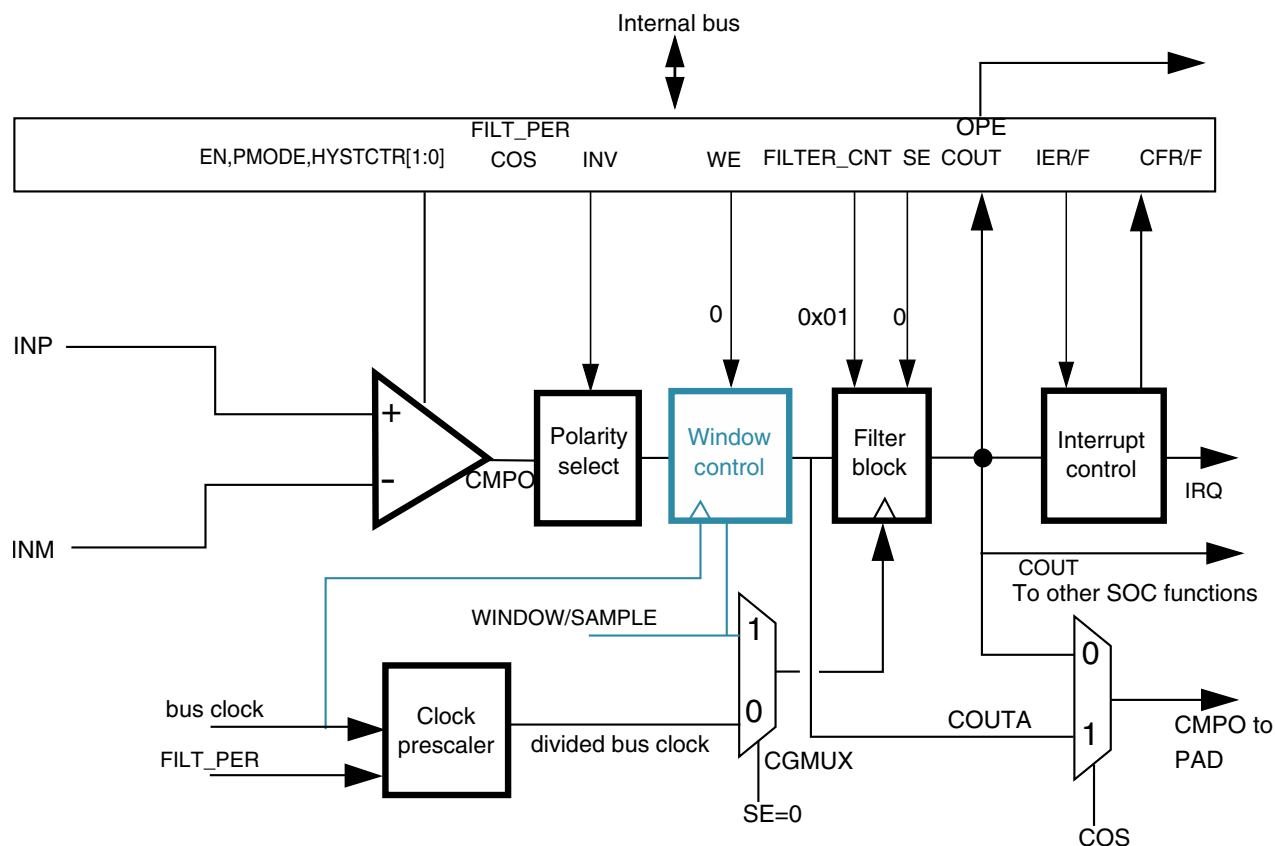 Internal bus
OPE
FILT_PER
EN,PMODE,HYSTCTR[1:0]
COS
INV
WE
FILTER_CNT
SE
COUT
IER/F
CFR/F
0
0x01
0
INP
+
-
INM
CMPO
Polarity
select
Window
control
Filter
block
Interrupt
control
IRQ
COUT
To other SOC functions
WINDOW/SAMPLE
1
0
CGMUX
SE=0
bus clock
FILT_PER
Clock
prescaler
divided bus clock
COUTA
0
1
CMPO to
PAD
COS